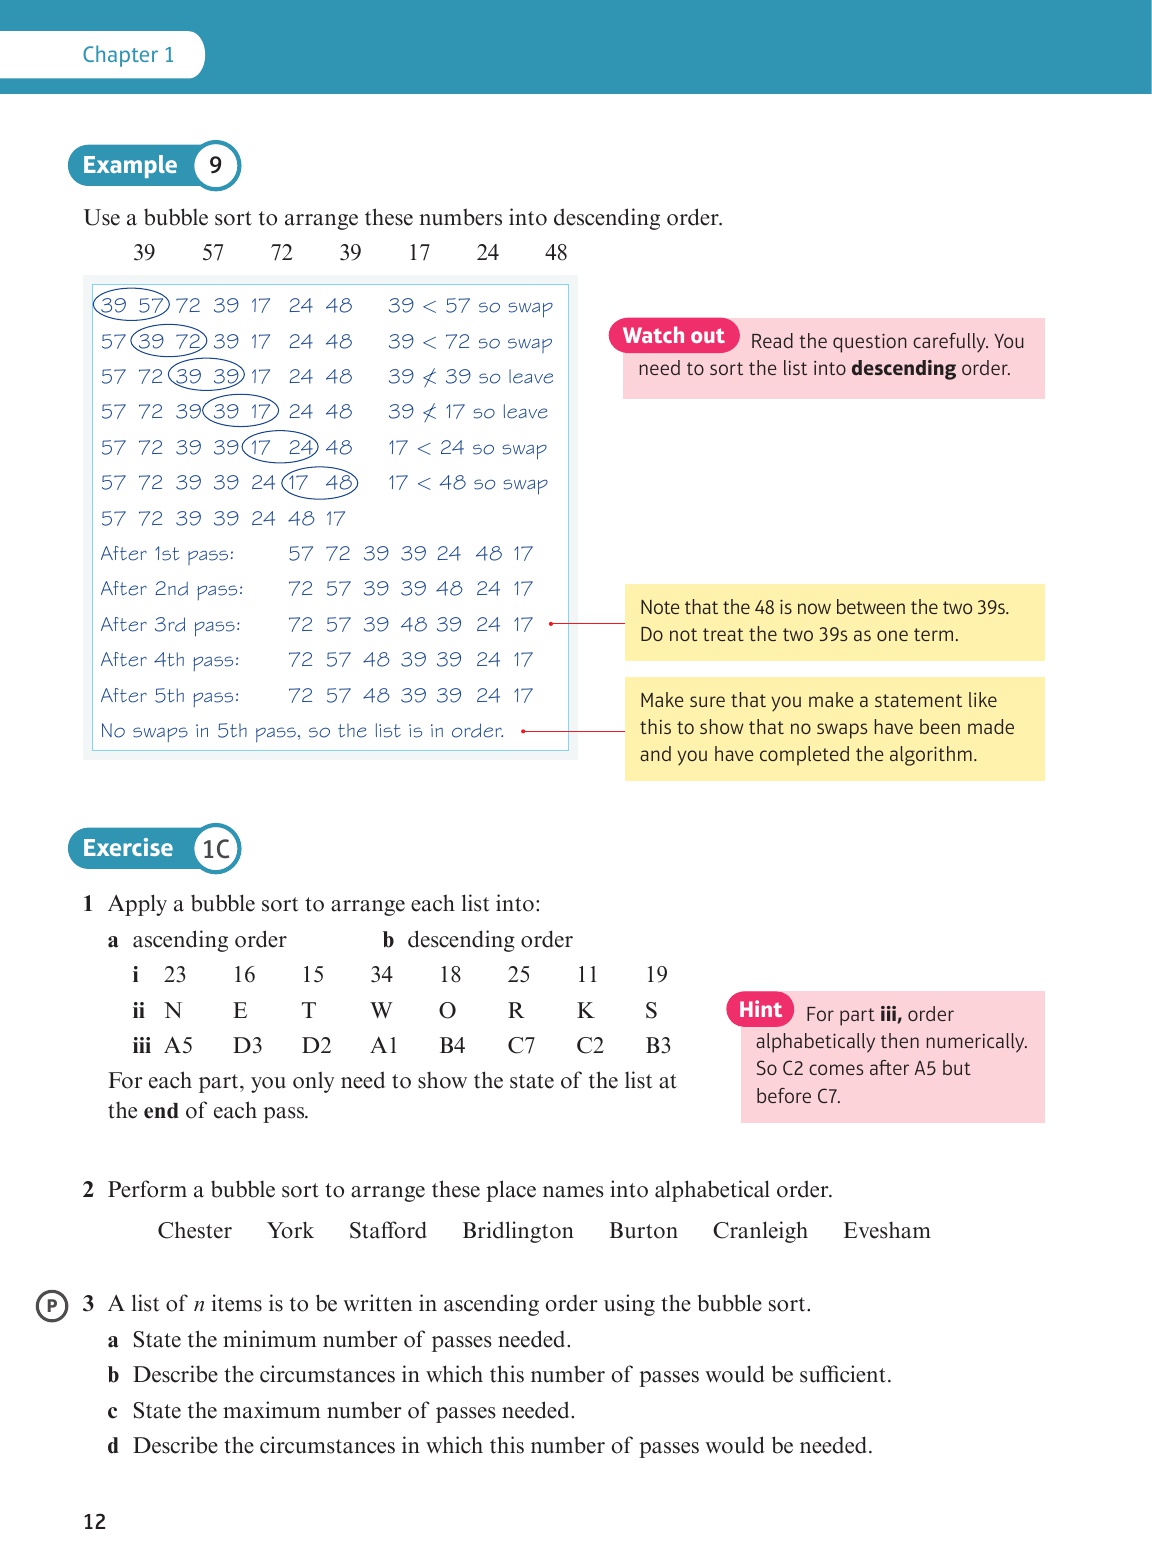 Chapter 1
Example 9
Use a bubble sort to arrange these numbers into descending order.
39 57 72 39 17 24 48
39 57 72 39 17 24 48 39 < 57 so swap
57 39 72 39 17 24 48 39 < 72 so swap
57 72 39 39 17 24 48 39 ≮ 39 so leave
57 72 39 39 17 24 48 39 ≮ 17 so leave
57 72 39 39 17 24 48 17 < 24 so swap
57 72 39 39 24 17 48 17 < 48 so swap
57 72 39 39 24 48 17
After 1st pass: 57 72 39 39 24 48 17
After 2nd pass: 72 57 39 39 48 24 17
After 3rd pass: 72 57 39 48 39 24 17
After 4th pass: 72 57 48 39 39 24 17
After 5th pass: 72 57 48 39 39 24 17
No swaps in 5th pass, so the list is in order.
Watch out Read the question carefully. You
need to sort the list into descending order.
Note that the 48 is now between the two 39s.
Do not treat the two 39s as one term.
Make sure that you make a statement like
this to show that no swaps have been made
and you have completed the algorithm.
Exercise 1C
1 Apply a bubble sort to arrange each list into:
a ascending order b descending order
i 23 16 15 34 18 25 11 19
ii N E T W O R K S
iii A5 D3 D2 A1 B4 C7 C2 B3
For each part, you only need to show the state of the list at
the end of each pass.
Hint For part iii, order
alphabetically then numerically.
So C2 comes after A5 but
before C7.
2 Perform a bubble sort to arrange these place names into alphabetical order.
Chester York Stafford Bridlington Burton Cranleigh Evesham
P 3 A list of n items is to be written in ascending order using the bubble sort.
a State the minimum number of passes needed.
b Describe the circumstances in which this number of passes would be sufficient.
c State the maximum number of passes needed.
d Describe the circumstances in which this number of passes would be needed.
12